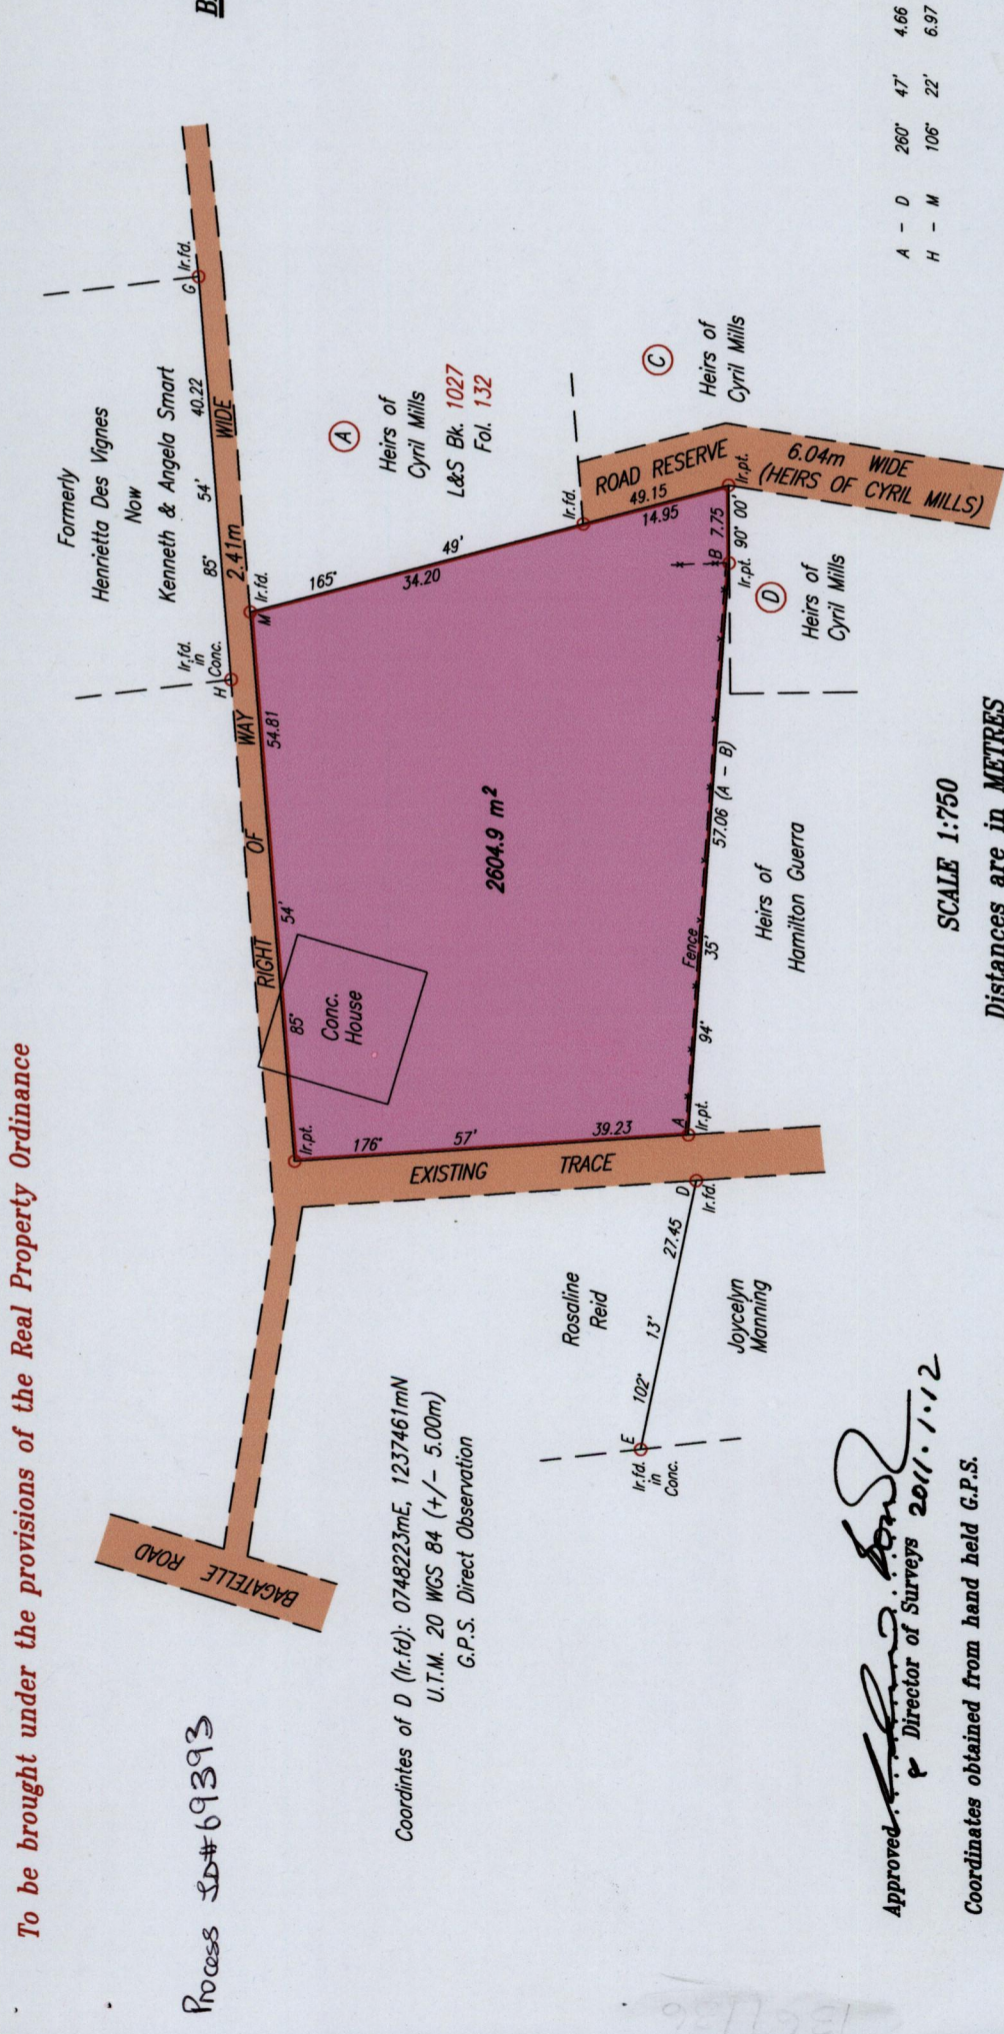 To be brought under the provisions of the Real Property Ordinance
Process ID#69393
BAGATELLE ROAD
Formerly
Henrietta Des Vignes
Now
Kenneth & Angela Smart
H Ir.fd.
in
Conc.
85° 54' 40.22
G Ir.fd.
2.41m WIDE
RIGHT OF WAY
Ir.pt.
85° 54' 54.81
M Ir.fd.
Conc.
House
A
Heirs of
Cyril Mills
L&S Bk. 1027
Fol. 132
165° 49' 49.15
34.20 14.95
Ir.fd.
ROAD RESERVE
6.04m WIDE
(HEIRS OF CYRIL MILLS)
C
Heirs of
Cyril Mills
2604.9 m²
176° 57' 39.23
EXISTING TRACE
A
Ir.pt.
Fence
94° 35' 57.06 (A - B)
B 7.75
Ir.pt. 90° 00'
Ir.pt.
D
Heirs of
Cyril Mills
Heirs of
Hamilton Guerra
Rosaline
Reid
E
Ir.fd.
in
Conc.
102° 13' 27.45
D
Ir.fd.
Joycelyn
Manning
Coordintes of D (Ir.fd): 0748223mE, 1237461mN
U.T.M. 20 WGS 84 (+/- 5.00m)
G.P.S. Direct Observation
A - D 260° 47' 4.66
H - M 106° 22' 6.97
SCALE 1:750
Distances are in METRES
Approved
Director of Surveys 2011.1.12
Coordinates obtained from hand held G.P.S.